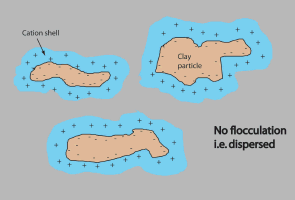 Cation shell
Clay
particle
No flocculation
i.e. dispersed